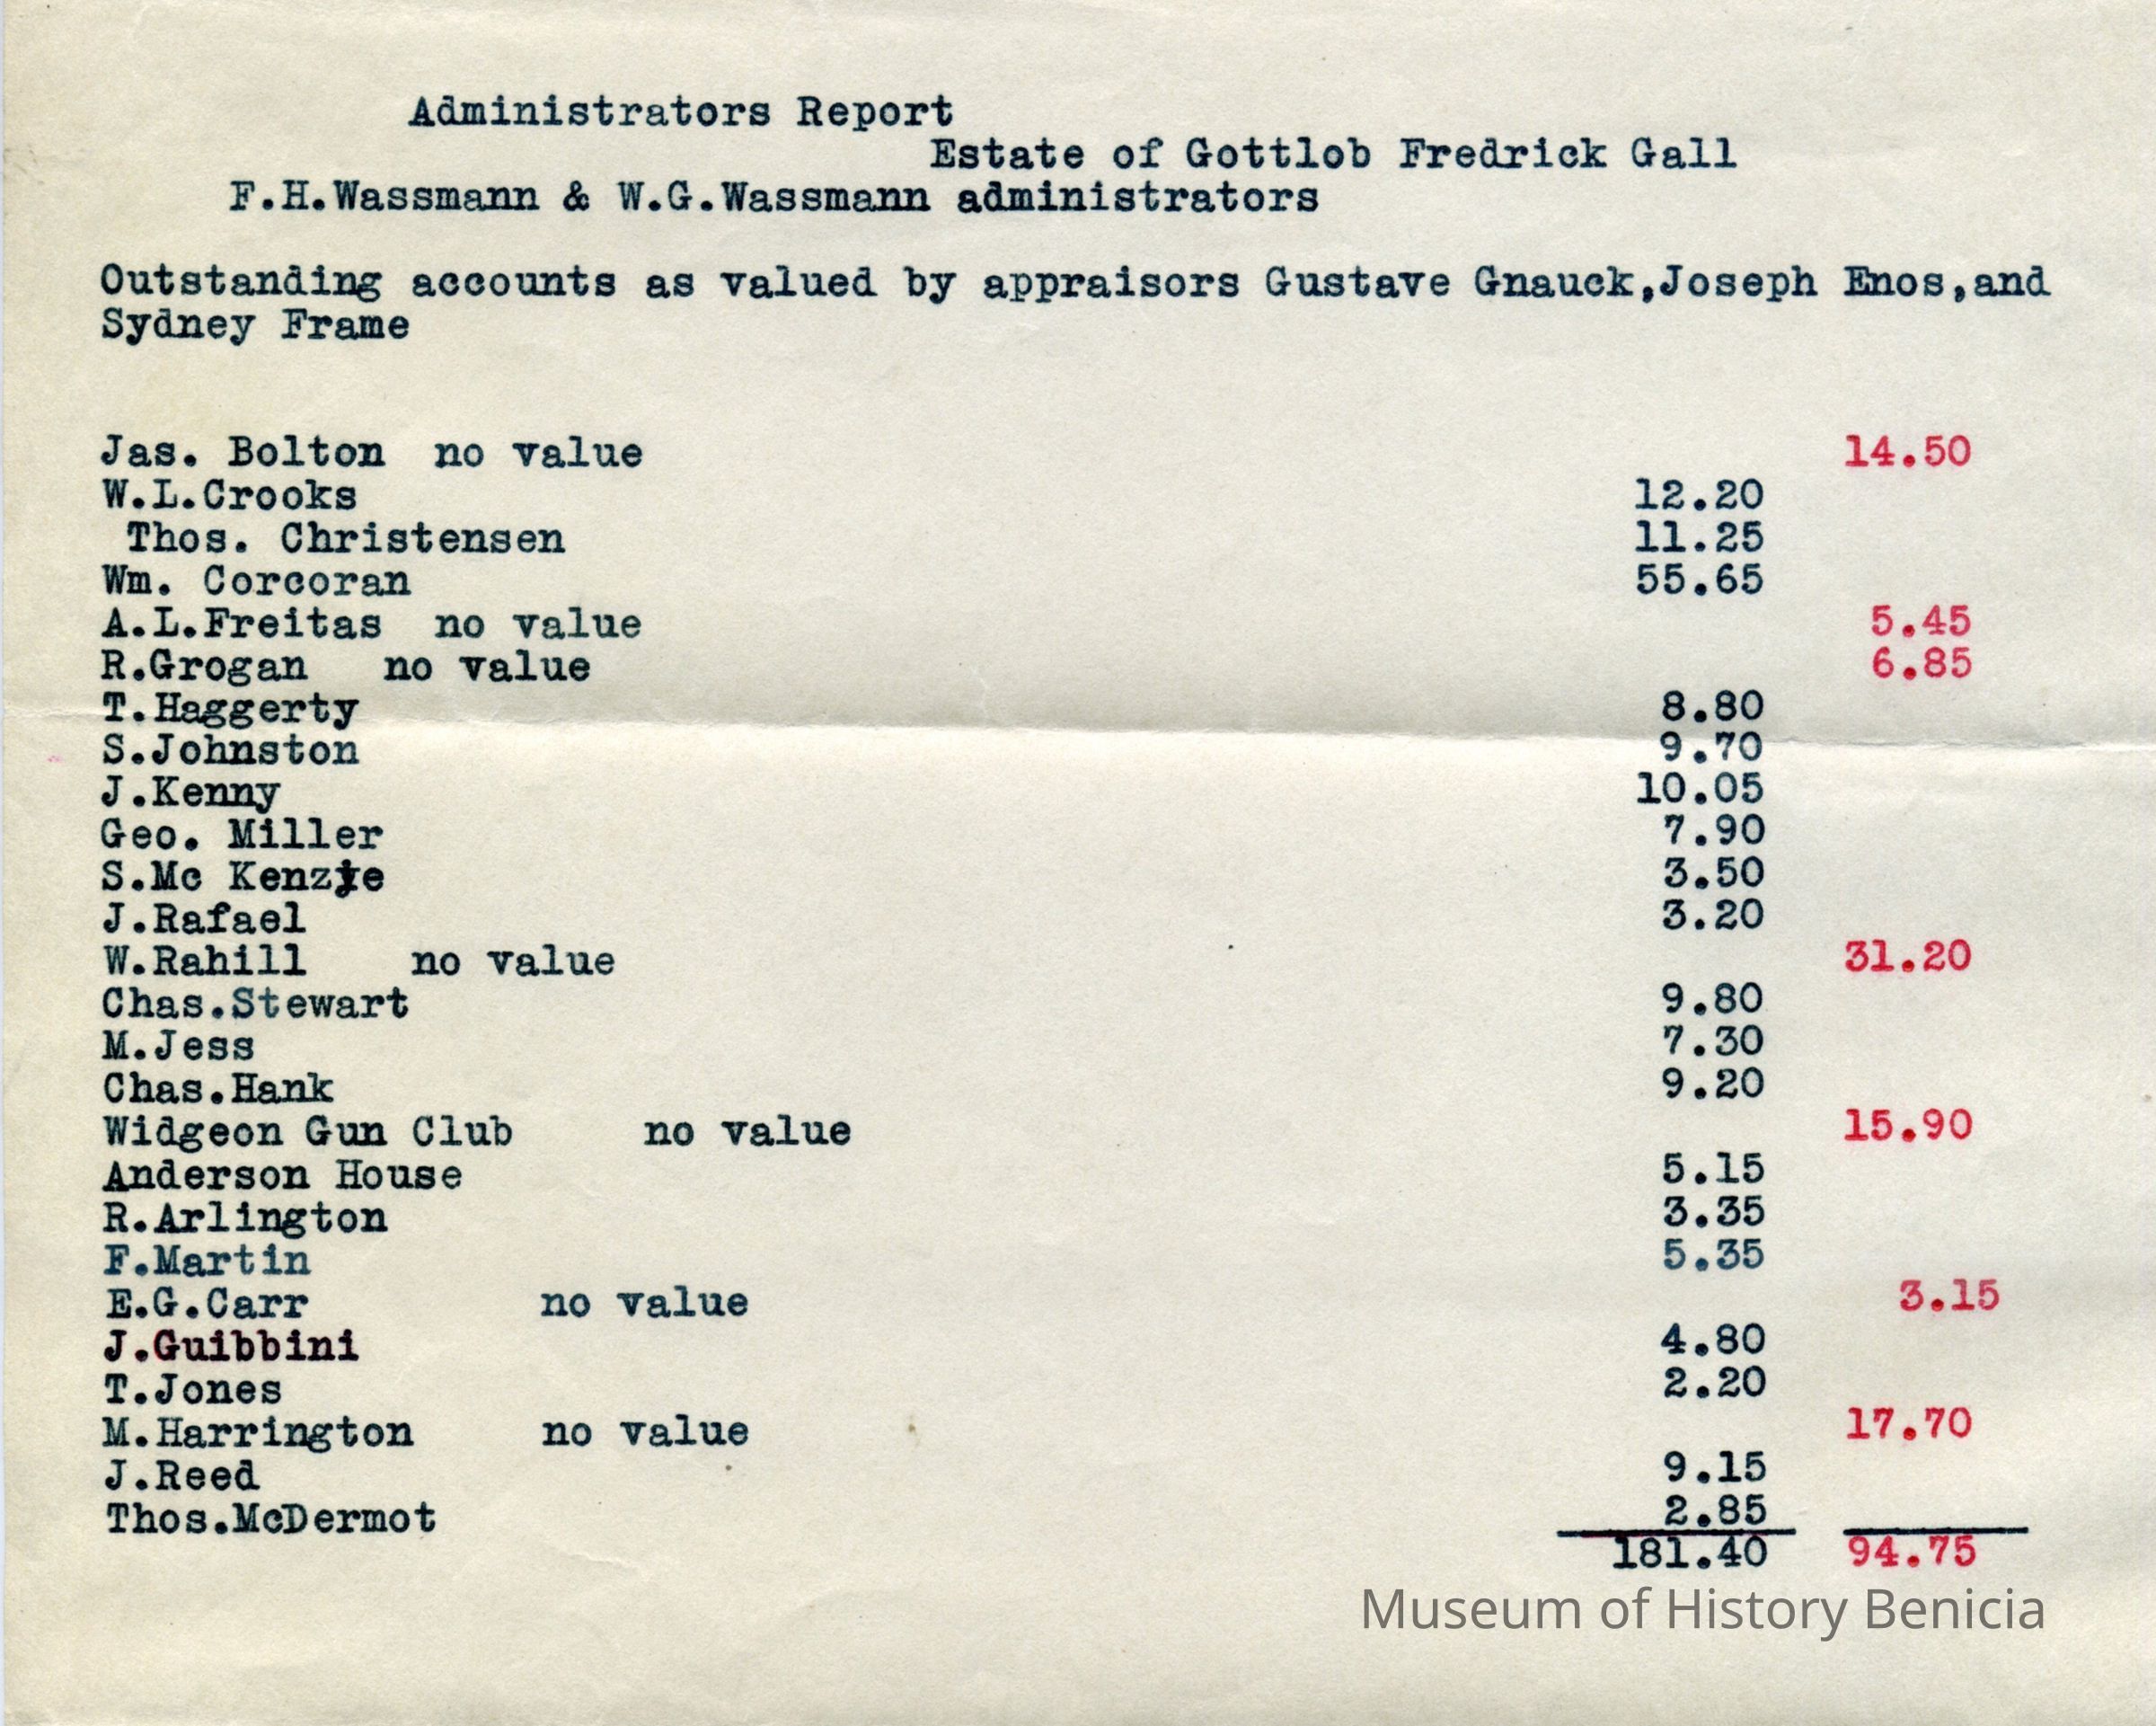 Administrators Report
Estate of Gottlob Fredrick Gall
F.H.Wassmann & W.G.Wassmann administrators
Outstanding accounts as valued by appraisors Gustave Gnauck,Joseph Enos,and
Sydney Frame
Jas. Bolton no value 14.50
W.L.Crooks 12.20
Thos. Christensen 11.25
Wm. Corcoran 55.65
A.L.Freitas no value 5.45
R.Grogan no value 6.85
T.Haggerty 8.80
S.Johnston 9.70
J.Kenny 10.05
Geo. Miller 7.90
S.Mc Kenzie 3.50
J.Rafael 3.20
W.Rahill no value 31.20
Chas.Stewart 9.80
M.Jess 7.30
Chas.Hank 9.20
Widgeon Gun Club no value 15.90
Anderson House 5.15
R.Arlington 3.35
F.Martin 5.35
E.G.Carr no value 3.15
J.Guibbini 4.80
T.Jones 2.20
M.Harrington no value 17.70
J.Reed 9.15
Thos.McDermot 2.85
181.40 94.75
Museum of History Benicia